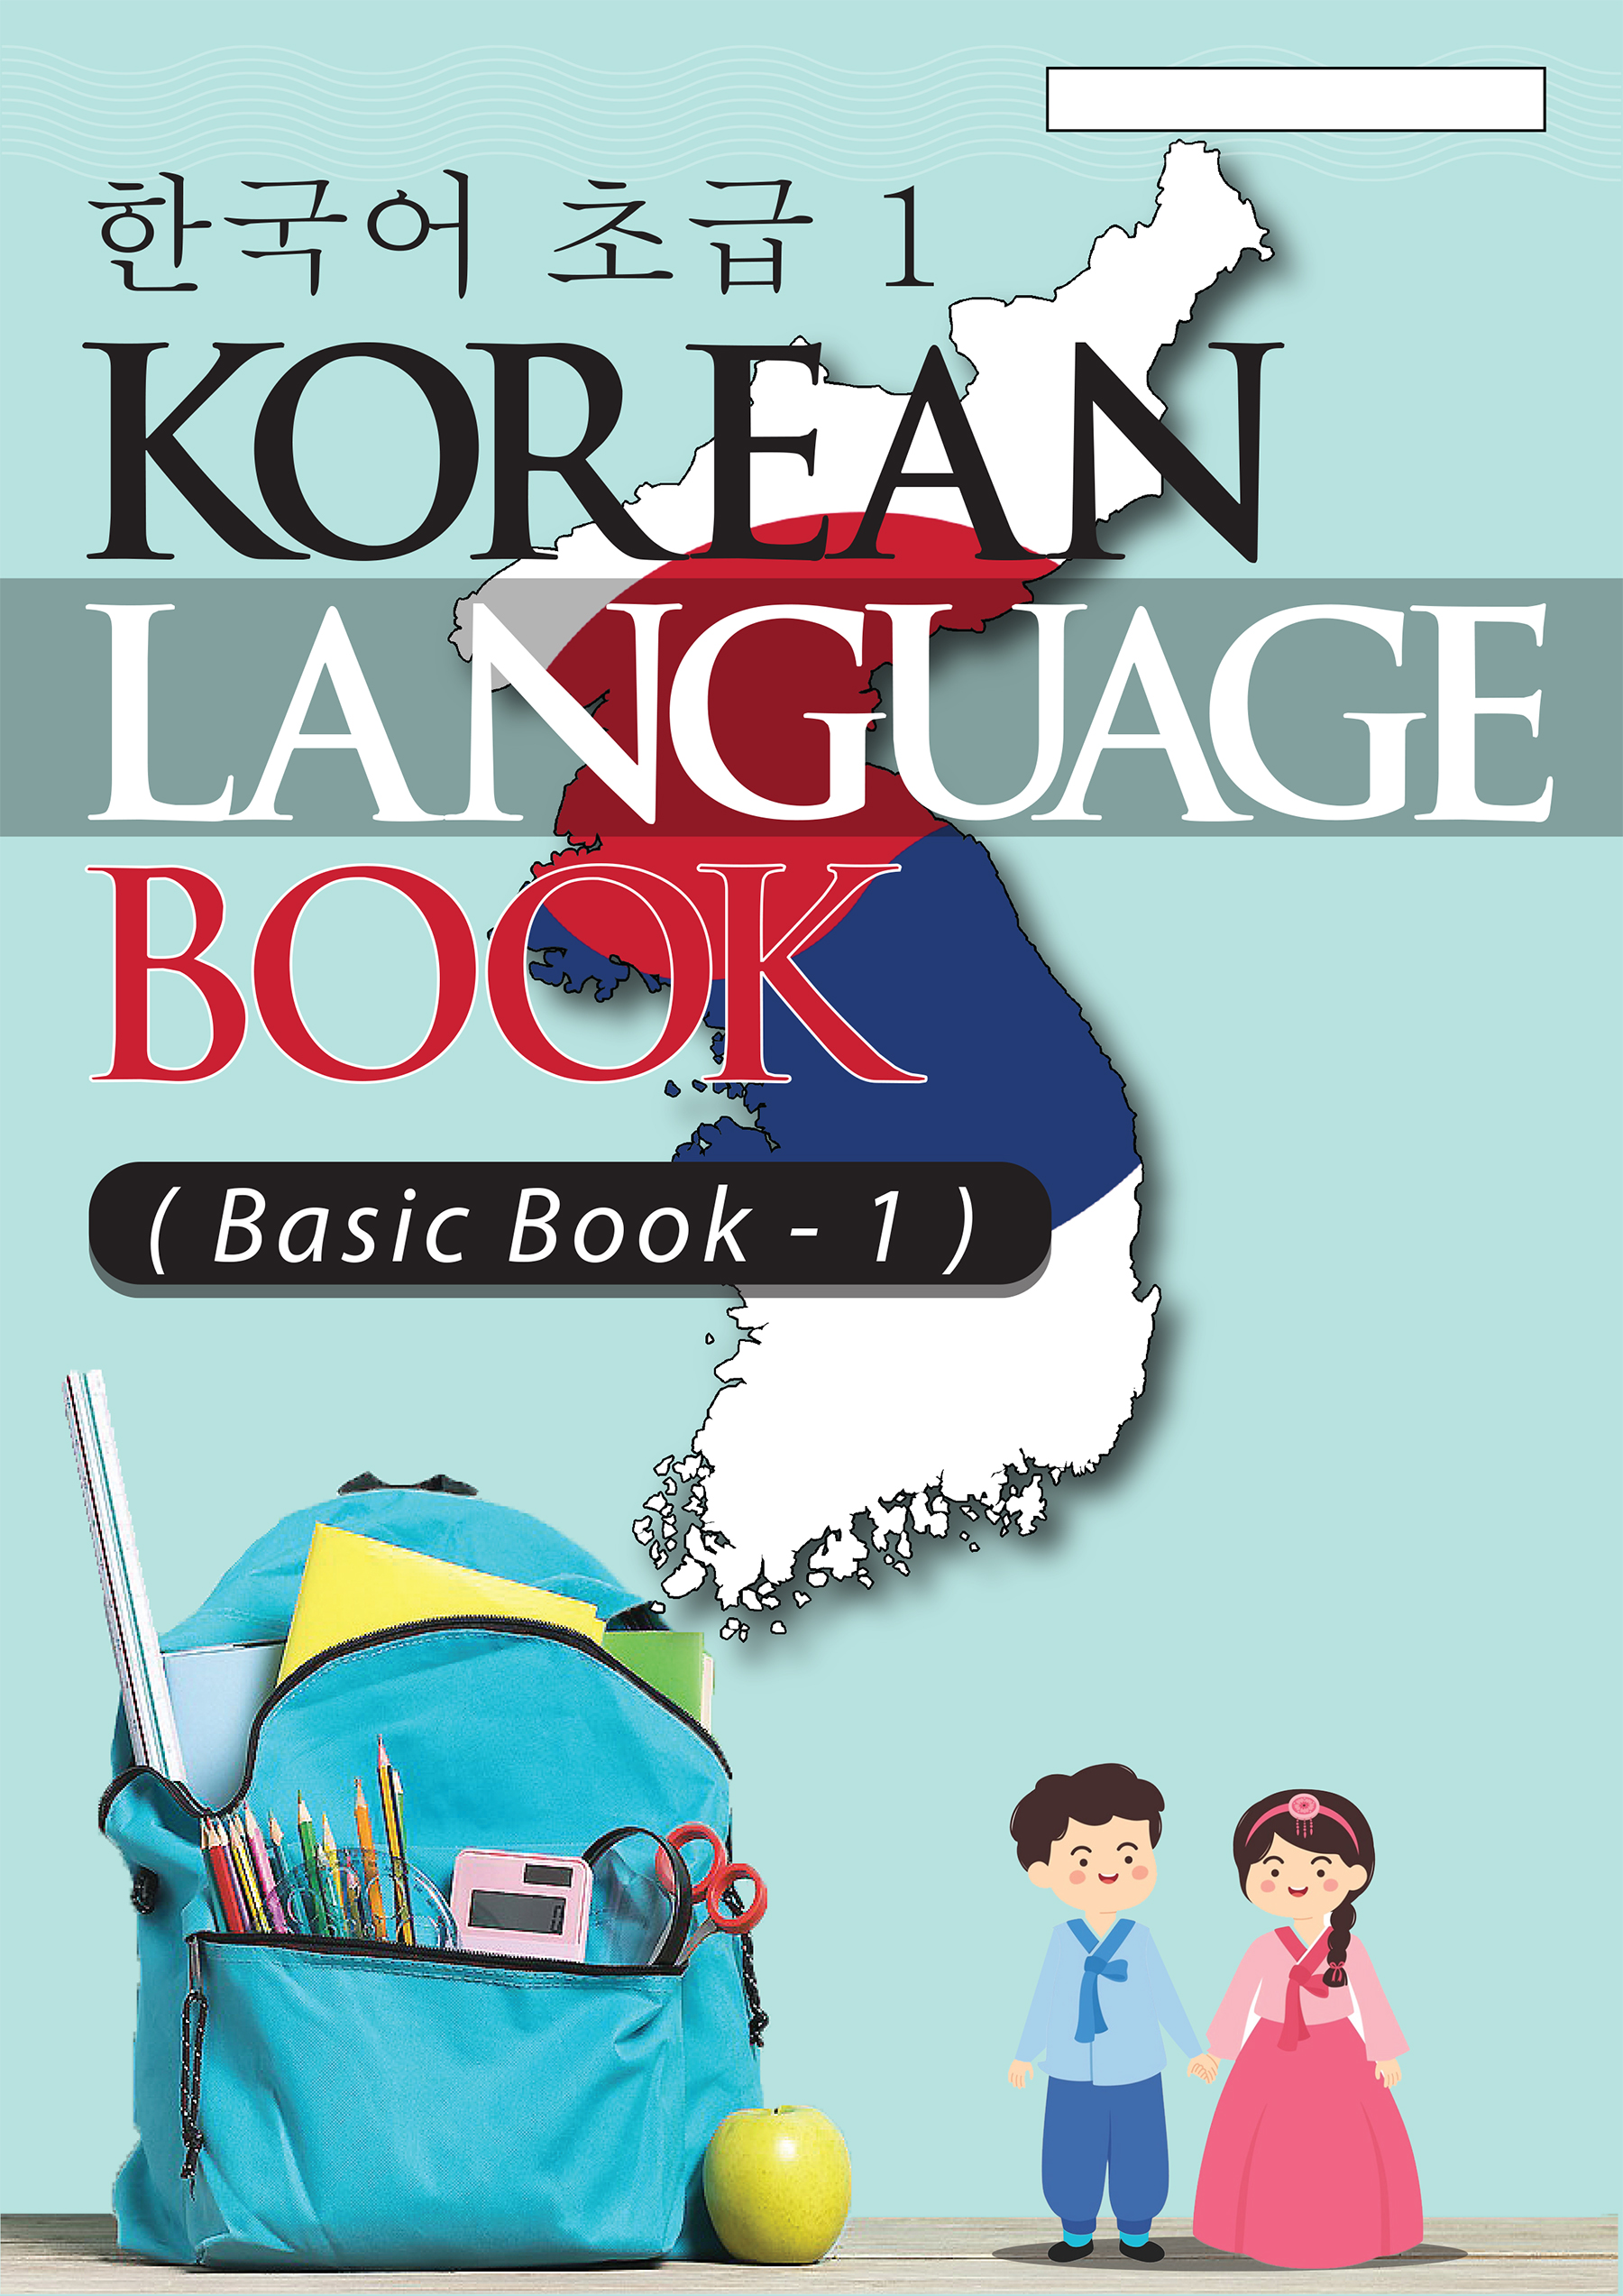 한국어 초급 1
KOREAN
LANGUAGE
BOOK
( Basic Book - 1 )